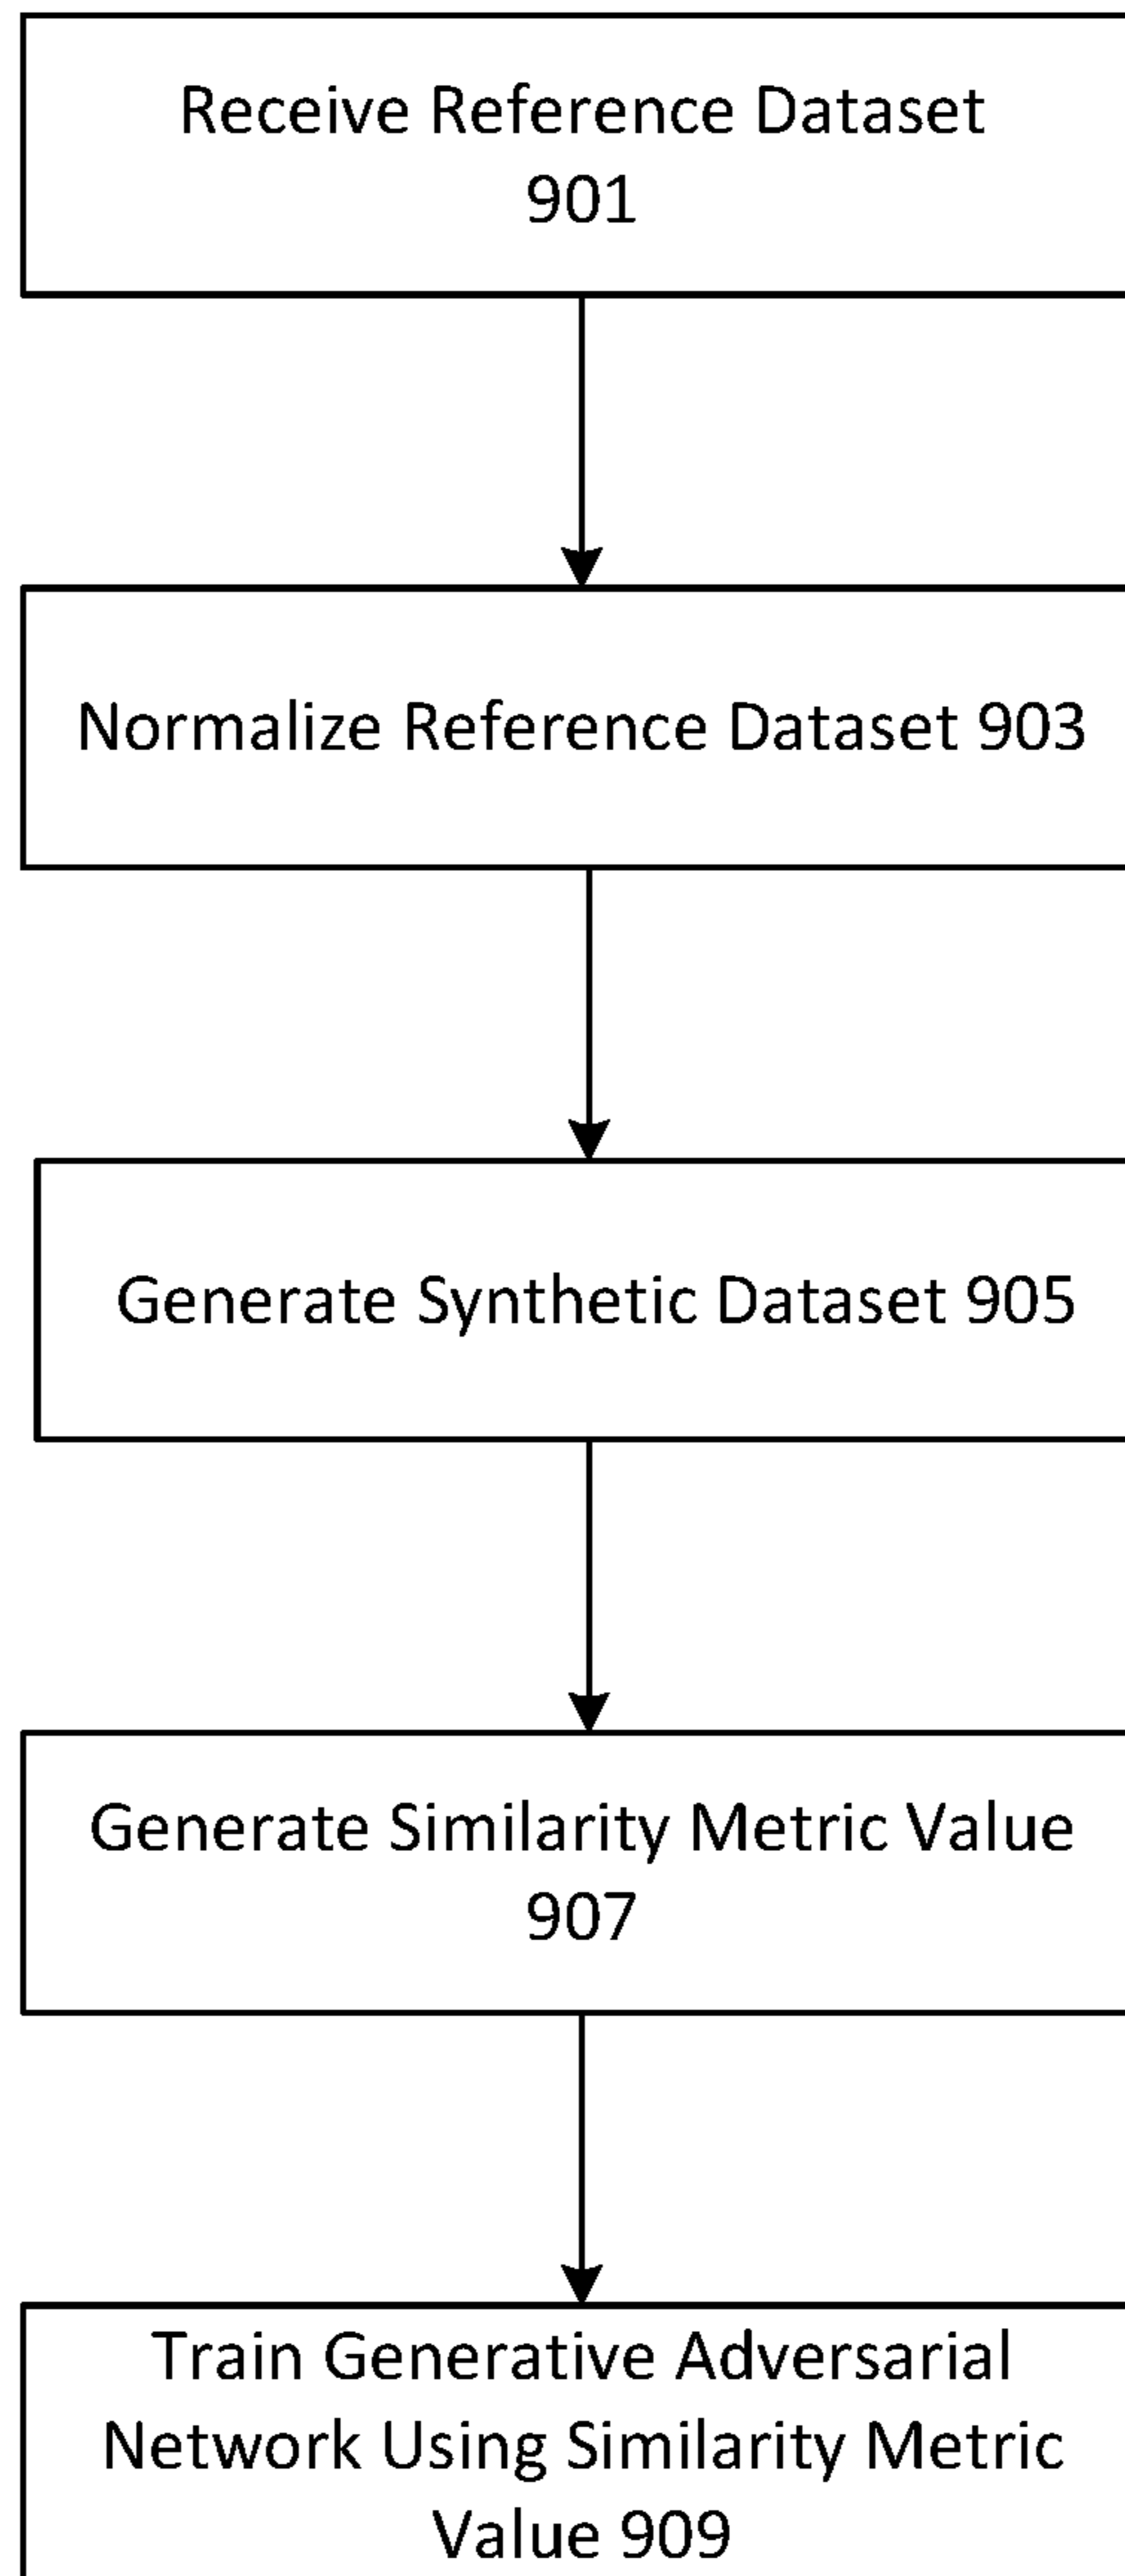 Receive Reference Dataset
901
Normalize Reference Dataset 903
Generate Synthetic Dataset 905
Generate Similarity Metric Value
907
Train Generative Adversarial
Network Using Similarity Metric
Value 909